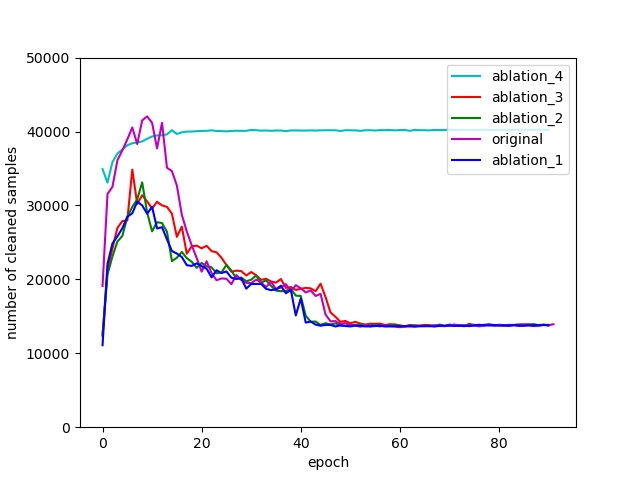 50000
40000
30000
20000
10000
0
number of cleaned samples
0 20 40 60 80
epoch
ablation_4
ablation_3
ablation_2
original
ablation_1